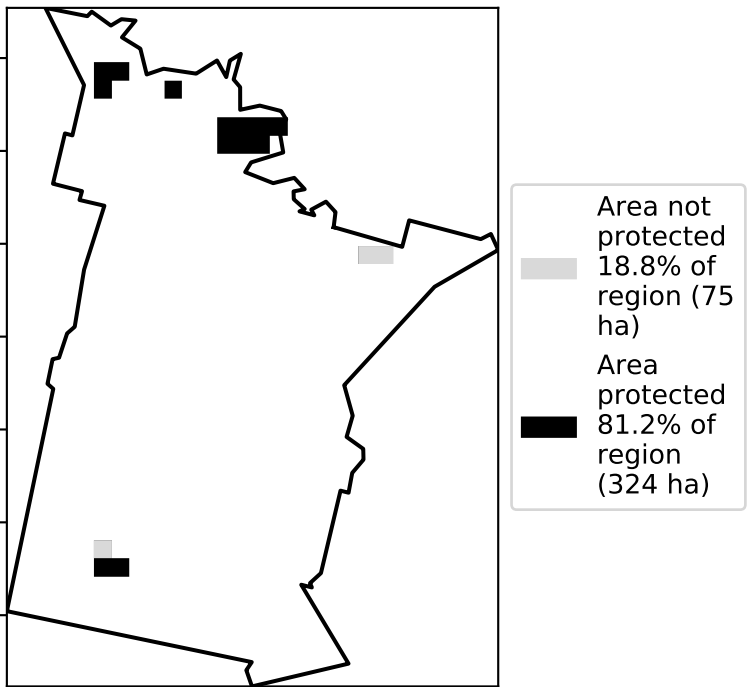 Area not
protected
18.8% of
region (75
ha)
Area
protected
81.2% of
region
(324 ha)